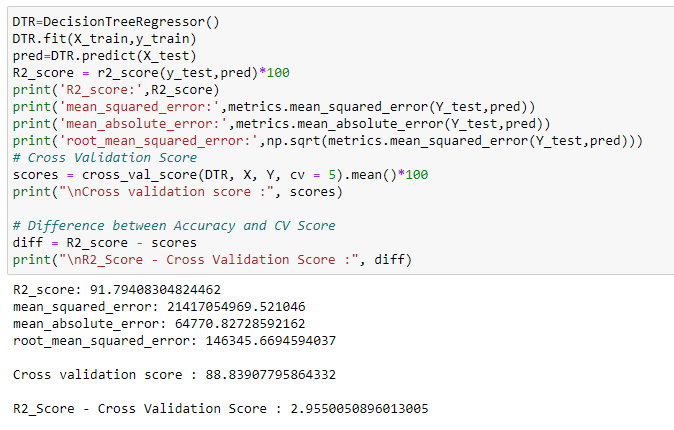 DTR=DecisionTreeRegressor()
DTR.fit(X_train,y_train)
pred=DTR.predict(X_test)
R2_score = r2_score(y_test,pred)*100
print('R2_score:',R2_score)
print('mean_squared_error:',metrics.mean_squared_error(Y_test,pred))
print('mean_absolute_error:',metrics.mean_absolute_error(Y_test,pred))
print('root_mean_squared_error:',np.sqrt(metrics.mean_squared_error(Y_test,pred)))
# Cross Validation Score
scores = cross_val_score(DTR, X, Y, cv = 5).mean()*100
print("\nCross validation score :", scores)

# Difference between Accuracy and CV Score
diff = R2_score - scores
print("\nR2_Score - Cross Validation Score :", diff)
R2_score: 91.79408304824462
mean_squared_error: 21417054969.521046
mean_absolute_error: 64770.82728592162
root_mean_squared_error: 146345.6694594037

Cross validation score : 88.83907795864332

R2_Score - Cross Validation Score : 2.9550050896013005